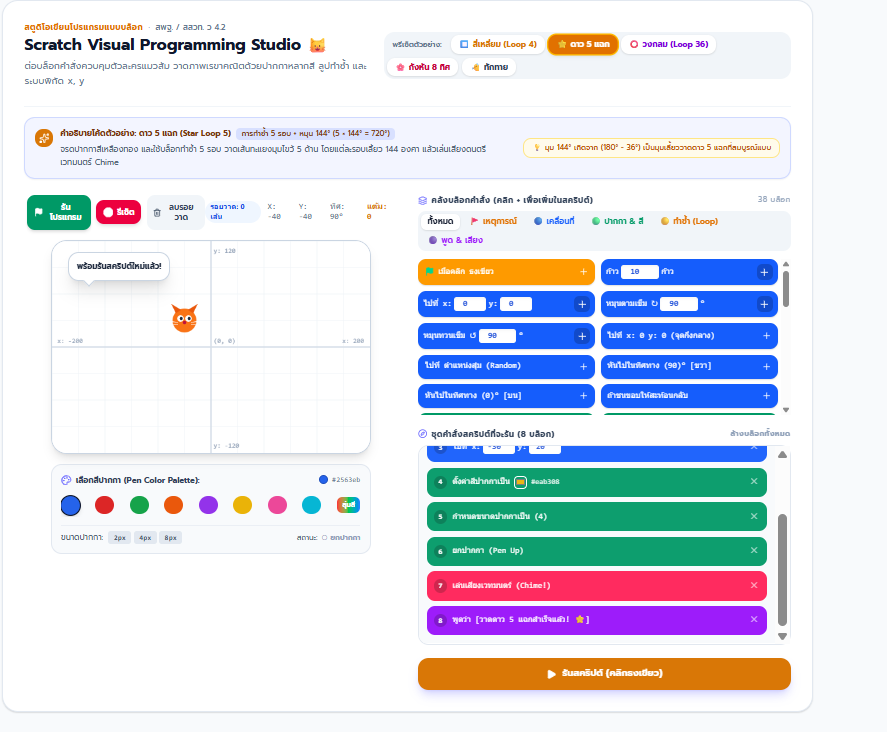 สตูดิโอเขียนโปรแกรมแบบบล็อก · สพฐ. / สสวท. ว 4.2
Scratch Visual Programming Studio
ต่อบล็อกคำสั่งควบคุมตัวละครแมวส้ม วาดภาพเรขาคณิตด้วยปากกาหลากสี ลูปทำซ้ำ และ
ระบบพิกัด x, y
พรีเซ็ตตัวอย่าง:
สี่เหลี่ยม (Loop 4)
ดาว 5 แฉก
วงกลม (Loop 36)
กังหัน 8 ทิศ
ทักทาย
คำอธิบายโค้ดตัวอย่าง: ดาว 5 แฉก (Star Loop 5)
การทำซ้ำ 5 รอบ • หมุน 144° (5 × 144° = 720°)
จรดปากกาสีเหลืองทอง และใช้บล็อกทำซ้ำ 5 รอบ วาดเส้นทะแยงมุมโชว์ 5 ด้าน โดยแต่ละรอบเลี้ยว 144 องศา แล้วเล่นเสียงดนตรี
เวทมนตร์ Chime
มุม 144° เกิดจาก (180° - 36°) เป็นมุมเลี้ยววาดดาว 5 แฉกที่สมบูรณ์แบบ
รัน
โปรแกรม
รีเซ็ต
ลบรอย
วาด
รอยวาด: 0
เส้น
X:
-40
Y:
-40
ทิศ:
90°
แต้ม:
0
พร้อมรันสคริปต์ใหม่แล้ว!
y: 120
x: -200
(0, 0)
x: 200
y: -120
เลือกสีปากกา (Pen Color Palette):
#2563eb
สุ่มสี
ขนาดปากกา:
2px
4px
8px
สถานะ:
ยกปากกา
คลังบล็อกคำสั่ง (คลิก + เพื่อเพิ่มในสคริปต์)
38 บล็อก
ทั้งหมด
เหตุการณ์
เคลื่อนที่
ปากกา & สี
ทำซ้ำ (Loop)
พูด & เสียง
เมื่อคลิก ธงเขียว +
ก้าว 10 ก้าว +
ไปที่ x: 0 y: 0 +
หมุนตามเข็ม ↻ 90 ° +
หมุนทวนเข็ม ↺ 90 ° +
ไปที่ x: 0 y: 0 (จุดกึ่งกลาง) +
ไปที่ ตำแหน่งสุ่ม (Random) +
หันไปในทิศทาง (90)° [ขวา] +
หันไปในทิศทาง (0)° [บน] +
ถ้าชนขอบให้สะท้อนกลับ +
ชุดคำสั่งสคริปต์ที่จะรัน (8 บล็อก)
ล้างบล็อกทั้งหมด
3 ไปที่ x: -30 y: 20
4 ตั้งค่าสีปากกาเป็น #eab308 ×
5 กำหนดขนาดปากกาเป็น (4) ×
6 ยกปากกา (Pen Up) ×
7 เล่นเสียงเวทมนตร์ (Chime!) ×
8 พูดว่า [วาดดาว 5 แฉกสำเร็จแล้ว! ⭐] ×
รันสคริปต์ (คลิกธงเขียว)